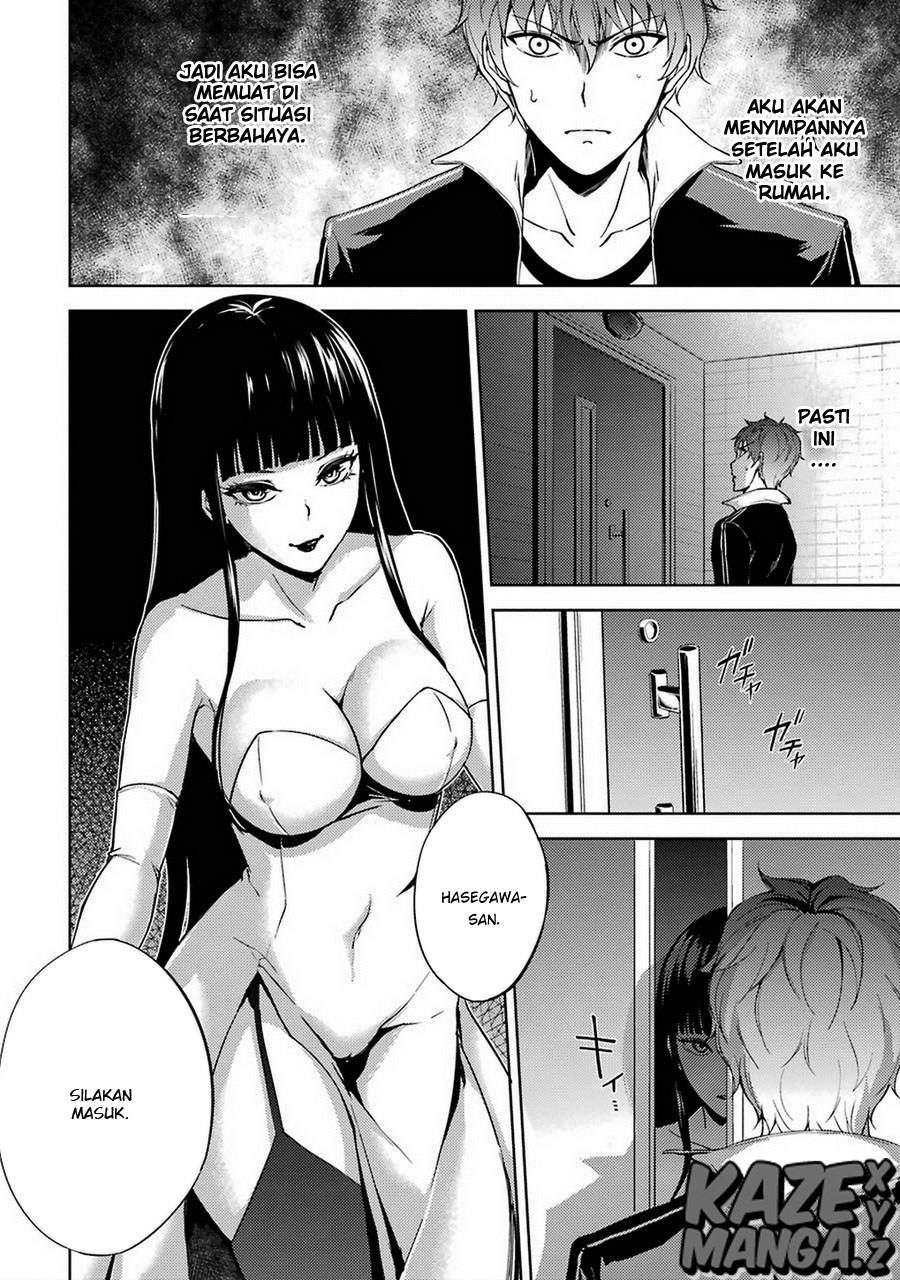 AKU AKAN
MENYIMPANNYA
SETELAH AKU
MASUK KE
RUMAH.
JADI AKU BISA
MEMUAT DI
SAAT SITUASI
BERBAHAYA.
PASTI
INI
....
ガチャ
ガチャ
ギィ
HASEGAWA-
SAN.
SILAKAN
MASUK.
KAZE
MANGA.
XYZ